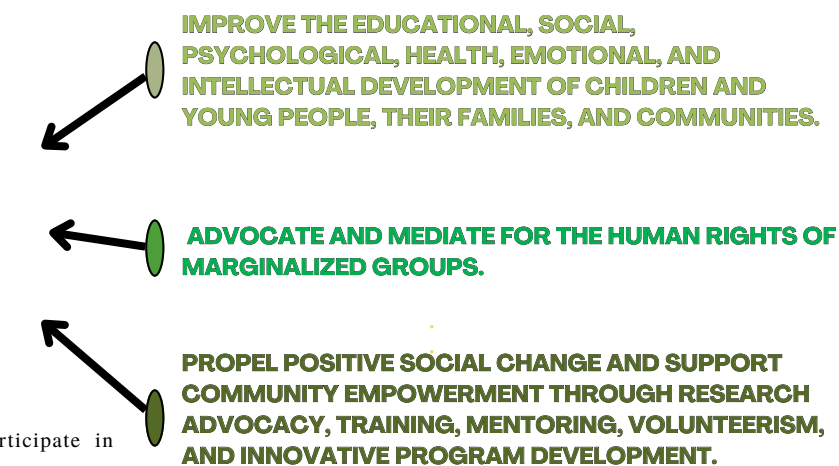 IMPROVE THE EDUCATIONAL, SOCIAL,
PSYCHOLOGICAL, HEALTH, EMOTIONAL, AND
INTELLECTUAL DEVELOPMENT OF CHILDREN AND
YOUNG PEOPLE, THEIR FAMILIES, AND COMMUNITIES.
ADVOCATE AND MEDIATE FOR THE HUMAN RIGHTS OF
MARGINALIZED GROUPS.
PROPEL POSITIVE SOCIAL CHANGE AND SUPPORT
COMMUNITY EMPOWERMENT THROUGH RESEARCH
ADVOCACY, TRAINING, MENTORING, VOLUNTEERISM,
AND INNOVATIVE PROGRAM DEVELOPMENT.
rticipate in